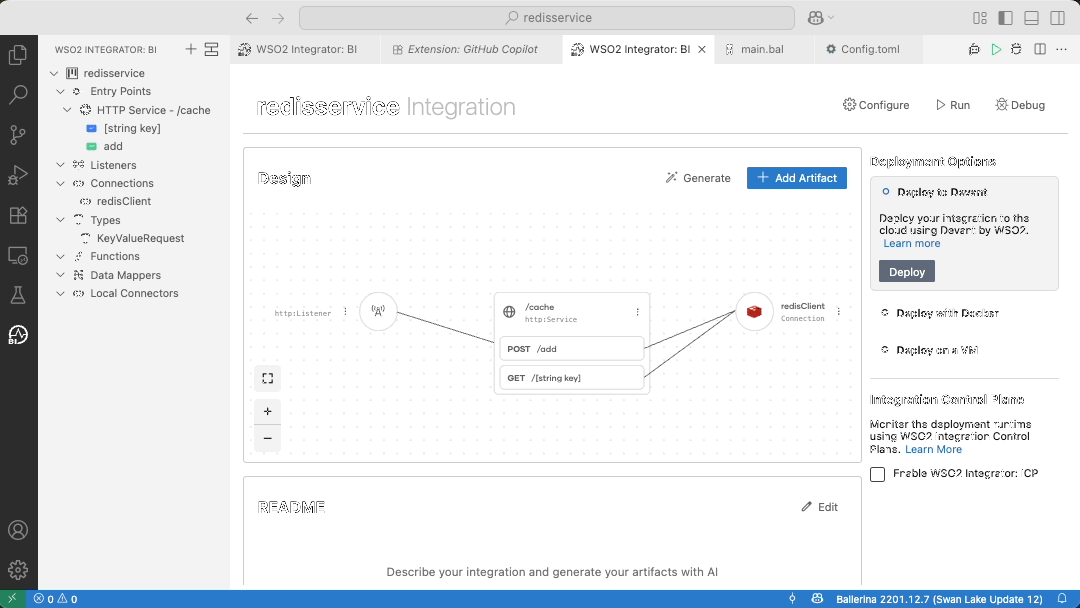 redisservice
WSO2 INTEGRATOR: BI
WSO2 Integrator: BI
Extension: GitHub Copilot
WSO2 Integrator: BI
main.bal
Config.toml
redisservice
Entry Points
HTTP Service - /cache
[string key]
add
Listeners
Connections
redisClient
Types
KeyValueRequest
Functions
Data Mappers
Local Connectors
redisservice Integration
Configure
Run
Debug
Design
Generate
Add Artifact
http:Listener
/cache
http:Service
POST /add
GET /[string key]
redisClient
Connection
Deployment Options
Deploy to Devant
Deploy your integration to the
cloud using Devant by WSO2.
Learn more
Deploy
Deploy with Docker
Deploy on a VM
Integration Control Plane
Monitor the deployment runtime
using WSO2 Integration Control
Plane. Learn More
Enable WSO2 Integrator: ICP
README
Edit
Describe your integration and generate your artifacts with AI
0 0
Ballerina 2201.12.7 (Swan Lake Update 12)